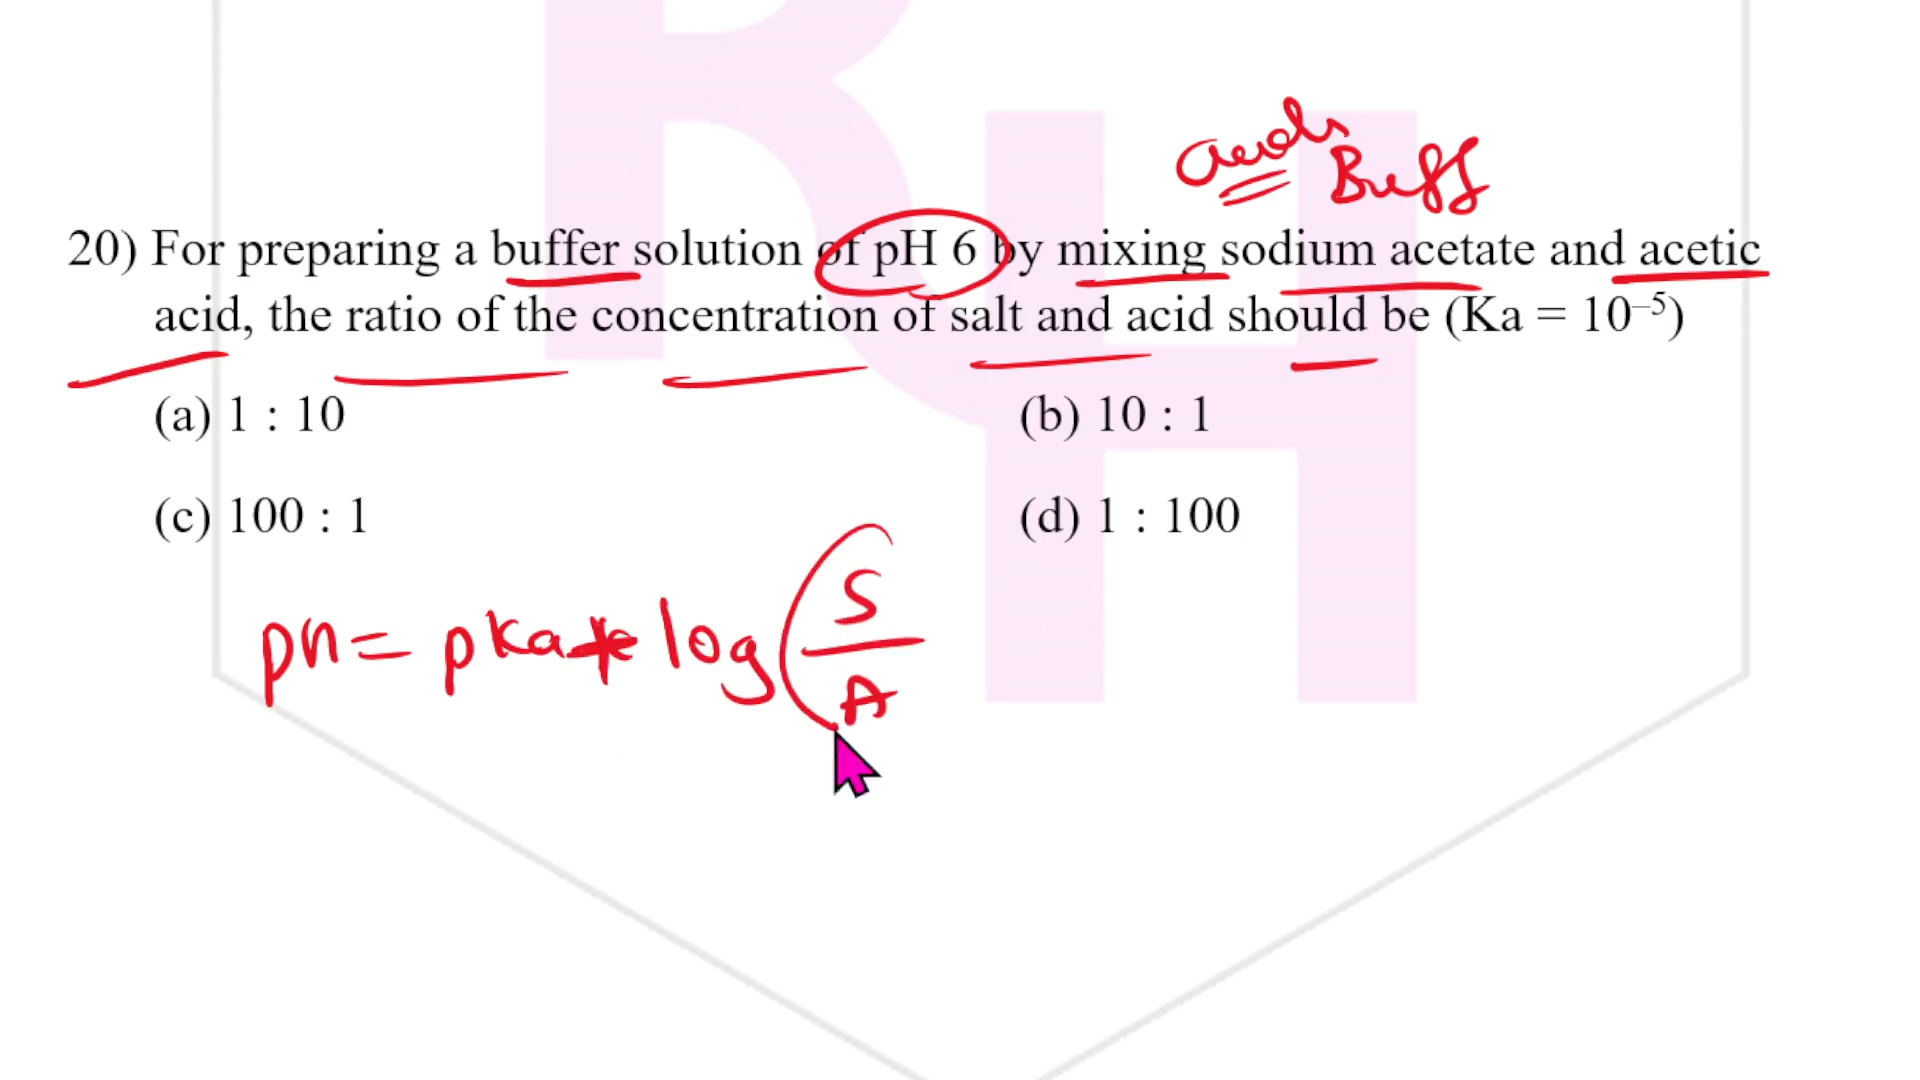 Acidic Buff
20) For preparing a buffer solution of pH 6 by mixing sodium acetate and acetic
acid, the ratio of the concentration of salt and acid should be (Ka = 10⁻⁵)
(a) 1 : 10 (b) 10 : 1
(c) 100 : 1 (d) 1 : 100
pH = pKa + log (S/A
RH